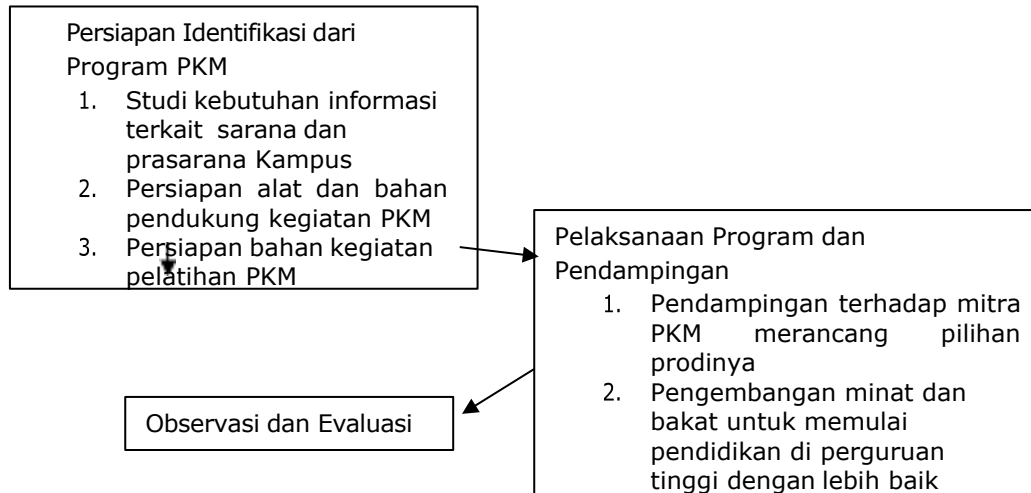 Persiapan Identifikasi dari
Program PKM
1. Studi kebutuhan informasi
terkait sarana dan
prasarana Kampus
2. Persiapan alat dan bahan
pendukung kegiatan PKM
3. Persiapan bahan kegiatan
pelatihan PKM
Pelaksanaan Program dan
Pendampingan
1. Pendampingan terhadap mitra
PKM merancang pilihan
prodinya
2. Pengembangan minat dan
bakat untuk memulai
pendidikan di perguruan
tinggi dengan lebih baik
Observasi dan Evaluasi